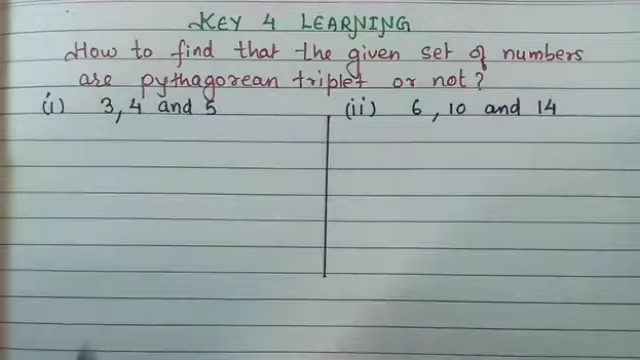 KEY 4 LEARNING
How to find that the given set of numbers
are pythagorean triplet or not?
(i) 3, 4 and 5
(ii) 6, 10 and 14